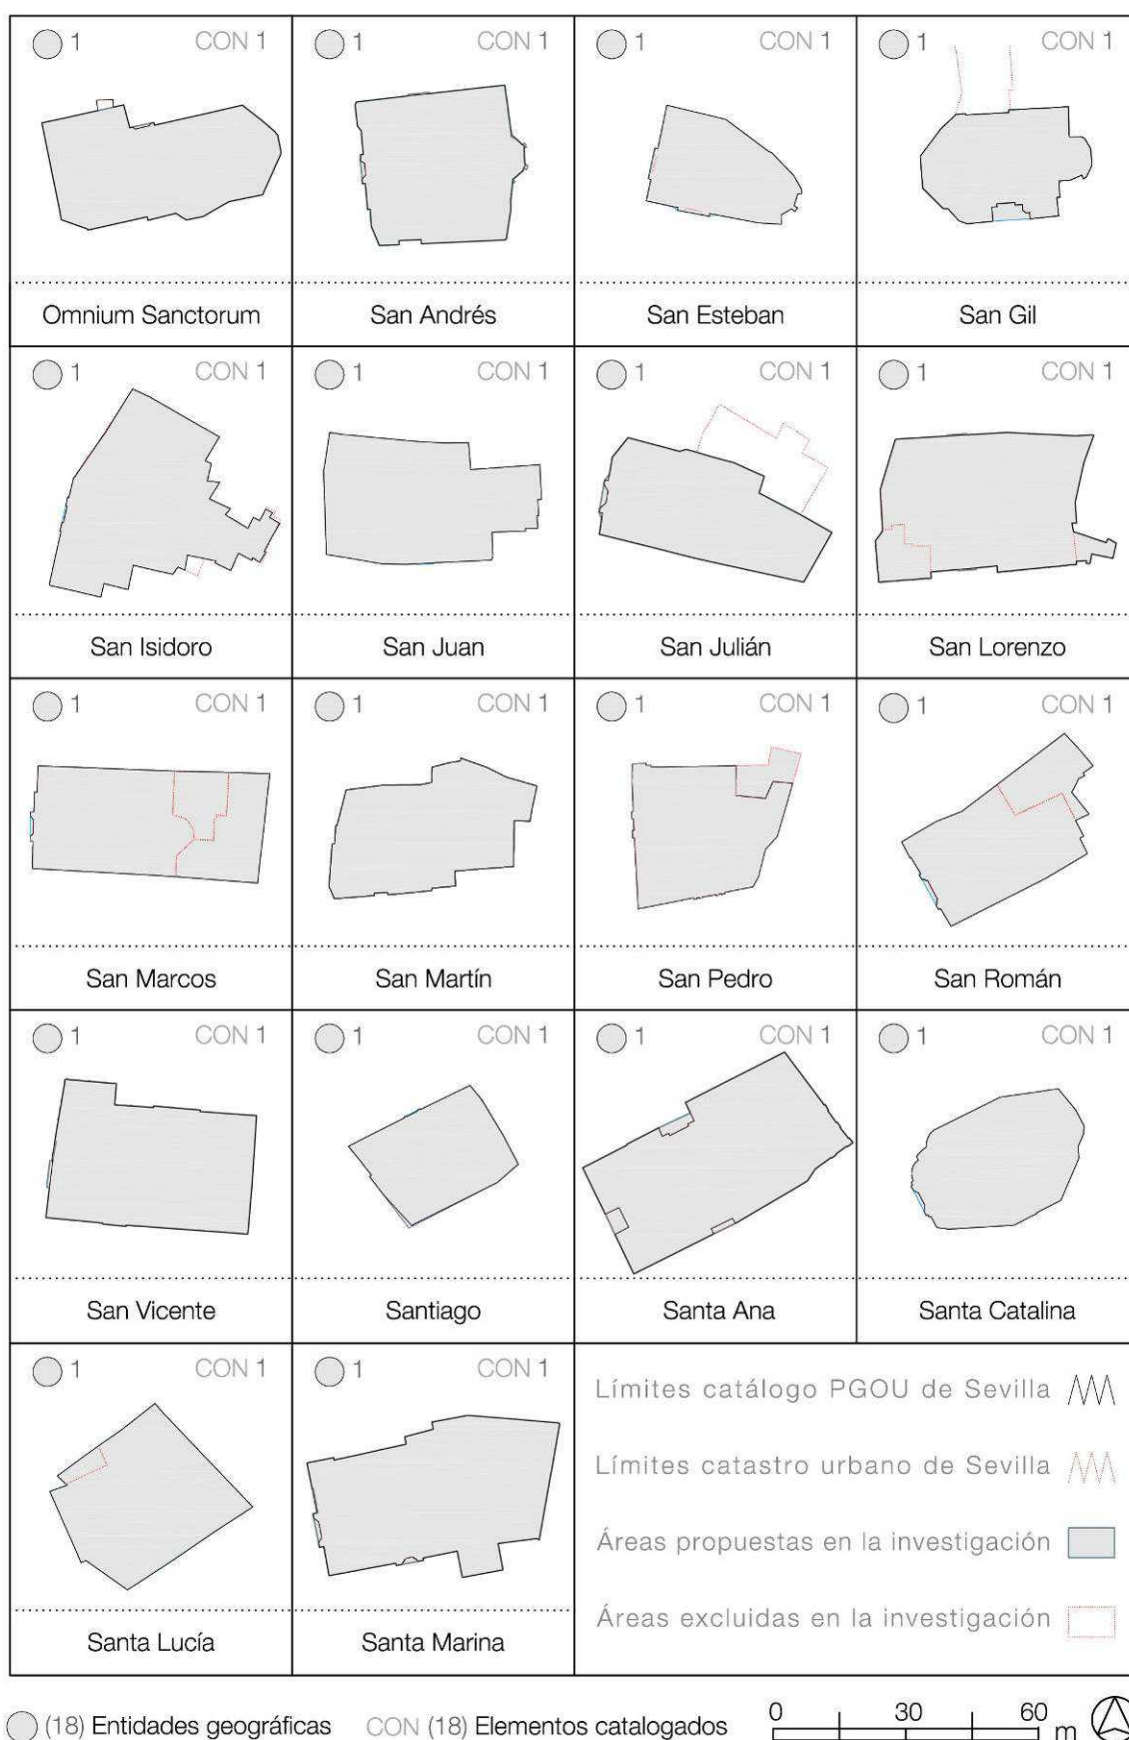 1 CON 1 1 CON 1 1 CON 1 1 CON 1
Omnium Sanctorum San Andrés San Esteban San Gil
1 CON 1 1 CON 1 1 CON 1 1 CON 1
San Isidoro San Juan San Julián San Lorenzo
1 CON 1 1 CON 1 1 CON 1 1 CON 1
San Marcos San Martín San Pedro San Román
1 CON 1 1 CON 1 1 CON 1 1 CON 1
San Vicente Santiago Santa Ana Santa Catalina
1 CON 1 1 CON 1
Santa Lucía Santa Marina
Límites catálogo PGOU de Sevilla
Límites catastro urbano de Sevilla
Áreas propuestas en la investigación
Áreas excluidas en la investigación
(18) Entidades geográficas CON (18) Elementos catalogados 0 30 60 m